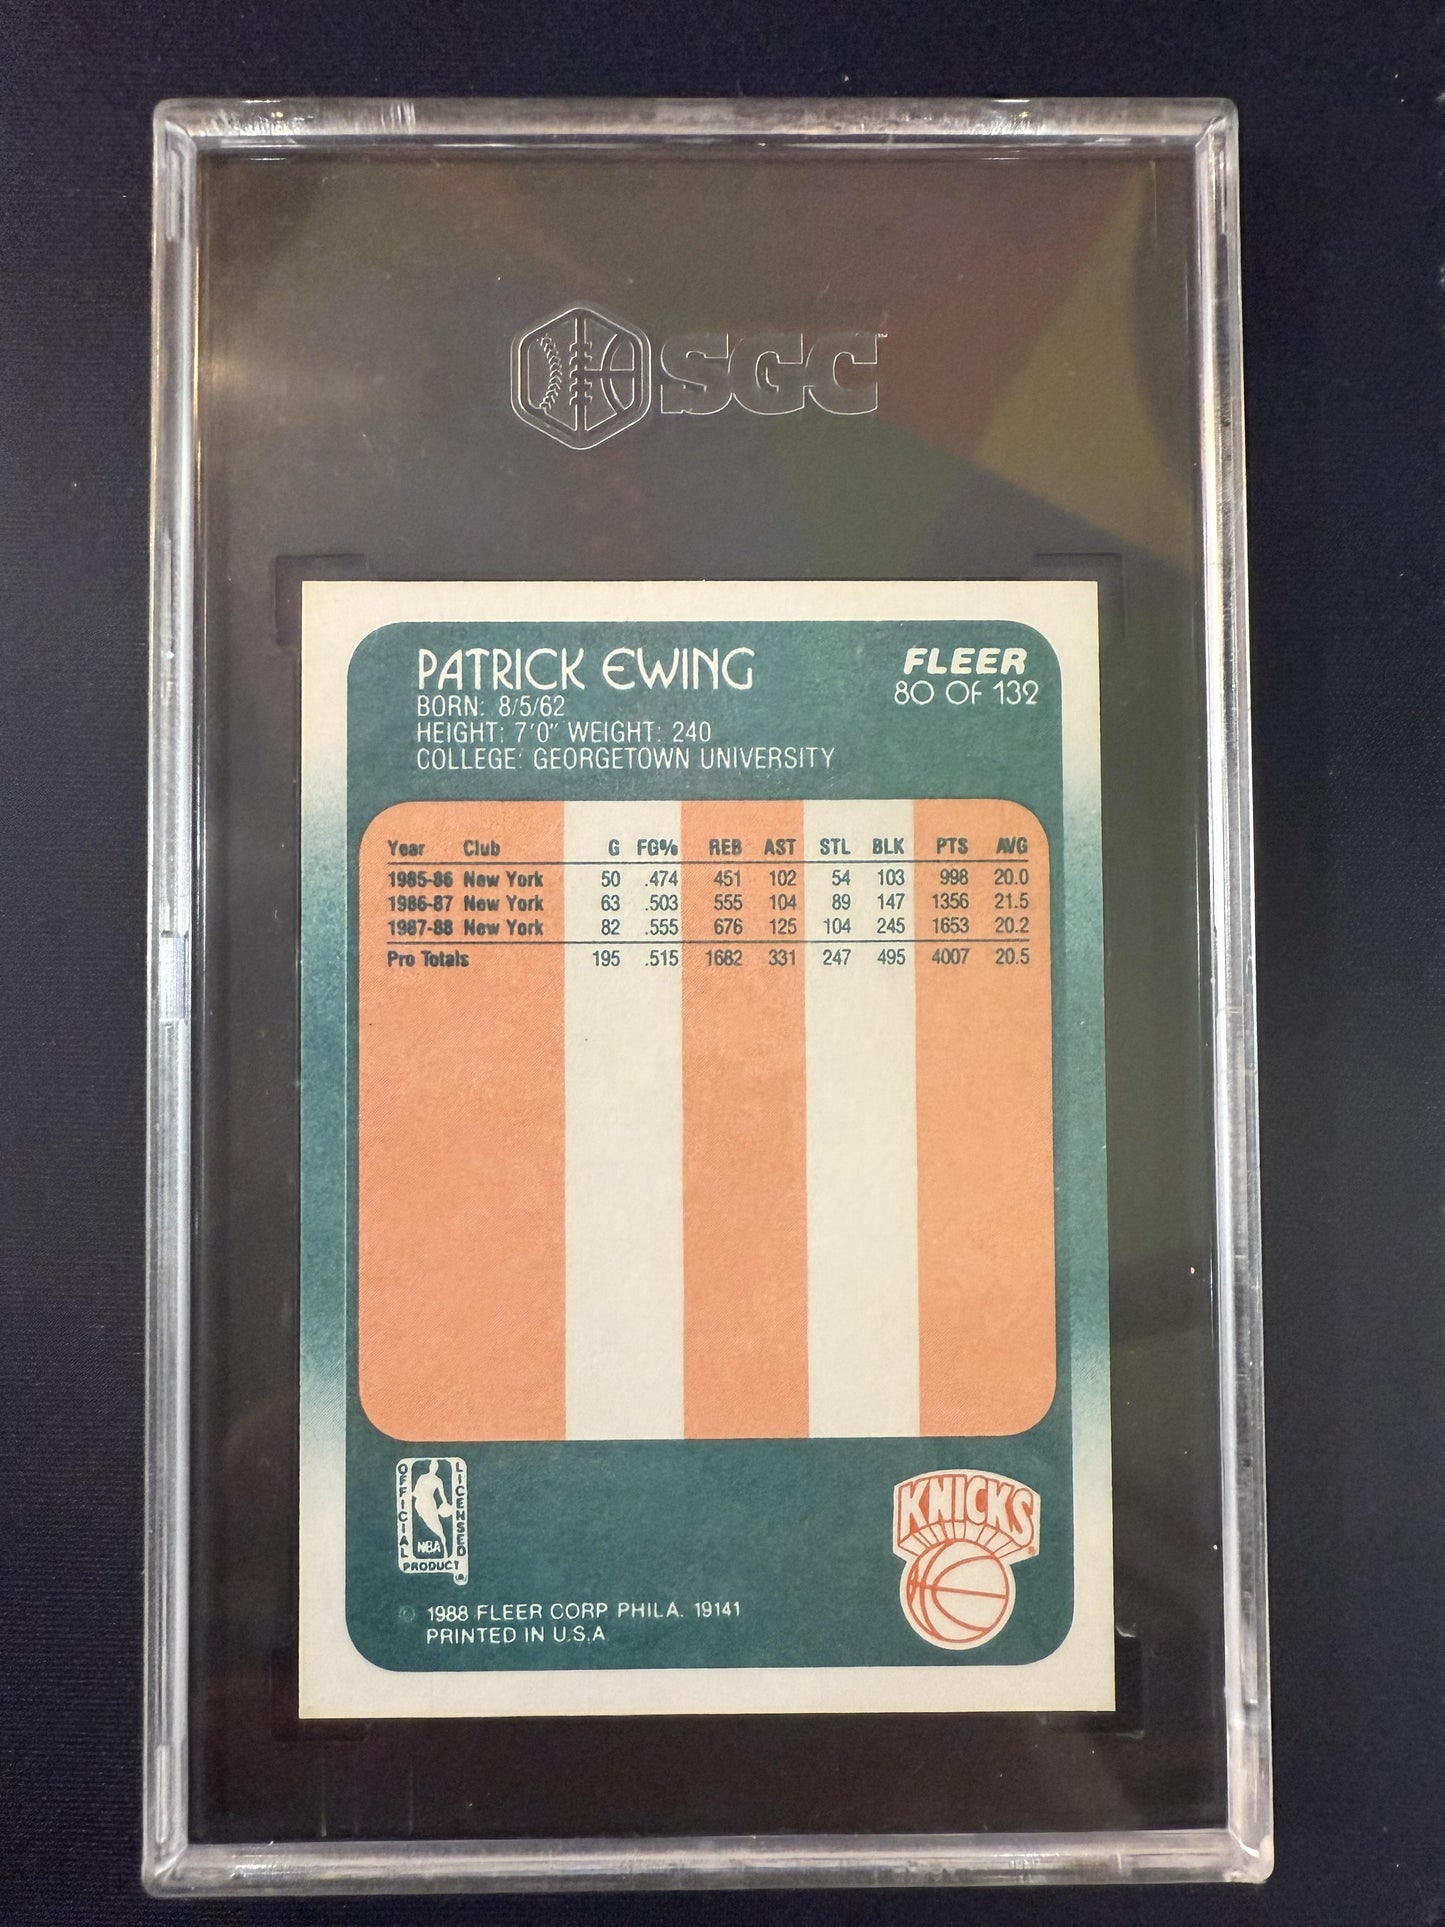 SGC™
PATRICK EWING
FLEER
80 OF 132
BORN: 8/5/62
HEIGHT: 7'0" WEIGHT: 240
COLLEGE: GEORGETOWN UNIVERSITY
Year Club G FG% REB AST STL BLK PTS AVG
1985-86 New York 50 .474 451 102 54 103 998 20.0
1986-87 New York 63 .503 555 104 89 147 1356 21.5
1987-88 New York 82 .555 676 125 104 245 1653 20.2
Pro Totals 195 .515 1682 331 247 495 4007 20.5
OFFICIAL
LICENSED
NBA
PRODUCT
®
KNICKS
®
© 1988 FLEER CORP PHILA. 19141
PRINTED IN U.S.A